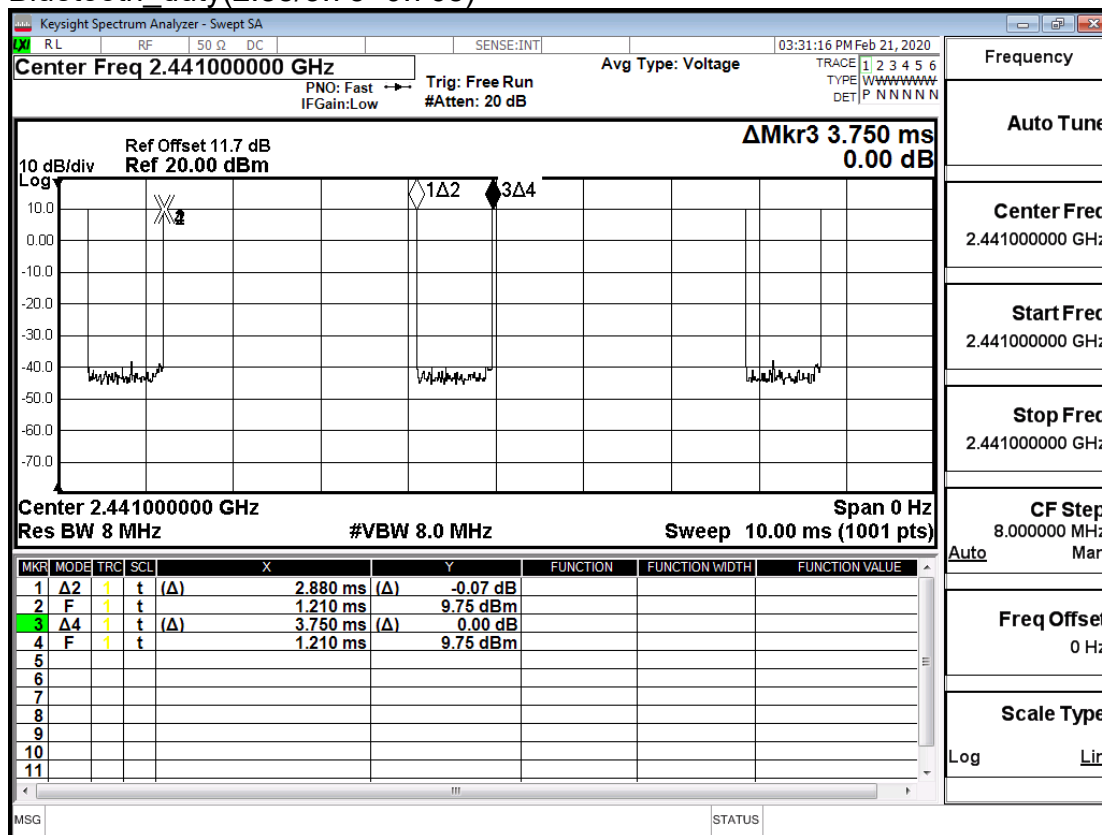 Keysight Spectrum Analyzer - Swept SA
LXI RL RF 50 Ω DC SENSE:INT 03:31:16 PM Feb 21, 2020
Center Freq 2.441000000 GHz
PNO: Fast
IFGain:Low
Trig: Free Run
#Atten: 20 dB
Avg Type: Voltage
TRACE 1 2 3 4 5 6
TYPE WWWWWWW
DET P N N N N N
ΔMkr3 3.750 ms
0.00 dB
Ref Offset 11.7 dB
10 dB/div Ref 20.00 dBm
Log
1Δ2 3Δ4
10.0
0.00
-10.0
-20.0
-30.0
-40.0
-50.0
-60.0
-70.0
Center 2.441000000 GHz Span 0 Hz
Res BW 8 MHz #VBW 8.0 MHz Sweep 10.00 ms (1001 pts)
MKR MODE TRC SCL X Y FUNCTION FUNCTION WIDTH FUNCTION VALUE
1 Δ2 1 t (Δ) 2.880 ms (Δ) -0.07 dB
2 F 1 t 1.210 ms 9.75 dBm
3 Δ4 1 t (Δ) 3.750 ms (Δ) 0.00 dB
4 F 1 t 1.210 ms 9.75 dBm
5
6
7
8
9
10
11
MSG STATUS
Frequency
Auto Tune
Center Freq
2.441000000 GHz
Start Freq
2.441000000 GHz
Stop Freq
2.441000000 GHz
CF Step
8.000000 MHz
Auto Man
Freq Offset
0 Hz
Scale Type
Log Lin